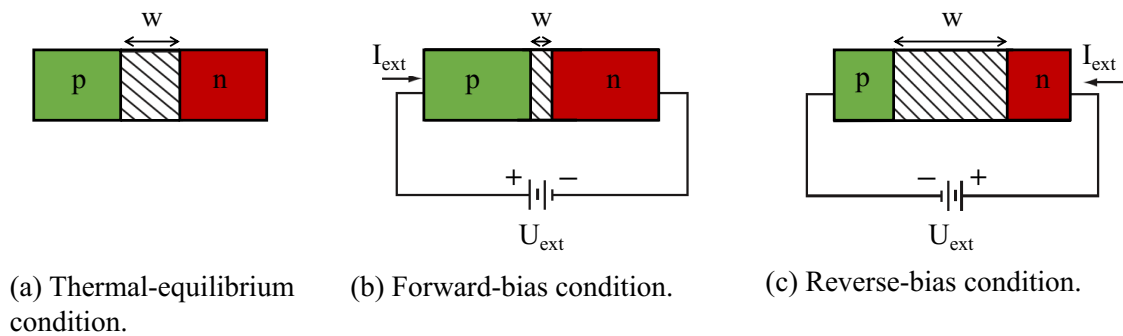 w
p
n
(a) Thermal-equilibrium
condition.
w
I_ext
p
n
+ −
U_ext
(b) Forward-bias condition.
w
I_ext
p
n
− +
U_ext
(c) Reverse-bias condition.